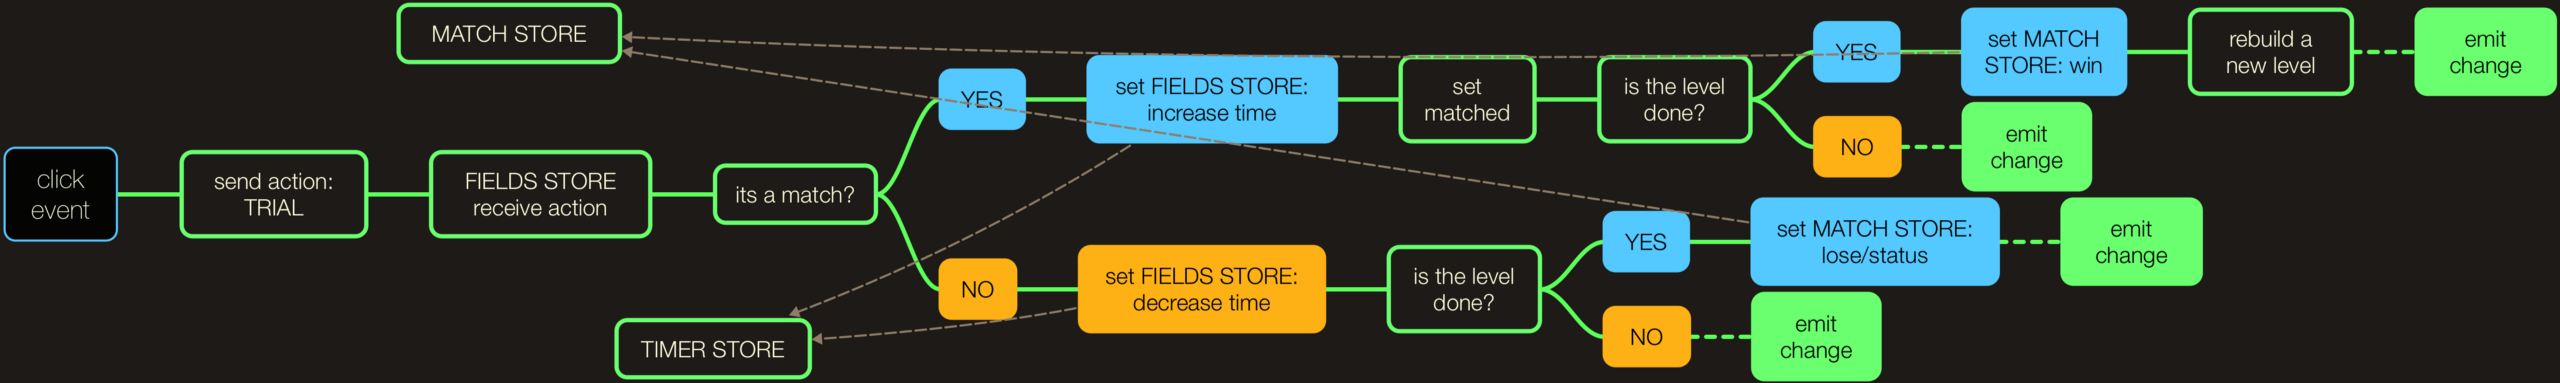 MATCH STORE
click
event
send action:
TRIAL
FIELDS STORE
receive action
its a match?
YES
set FIELDS STORE:
increase time
set
matched
is the level
done?
YES
set MATCH
STORE: win
rebuild a
new level
emit
change
NO
emit
change
NO
set FIELDS STORE:
decrease time
is the level
done?
YES
set MATCH STORE:
lose/status
emit
change
NO
emit
change
TIMER STORE